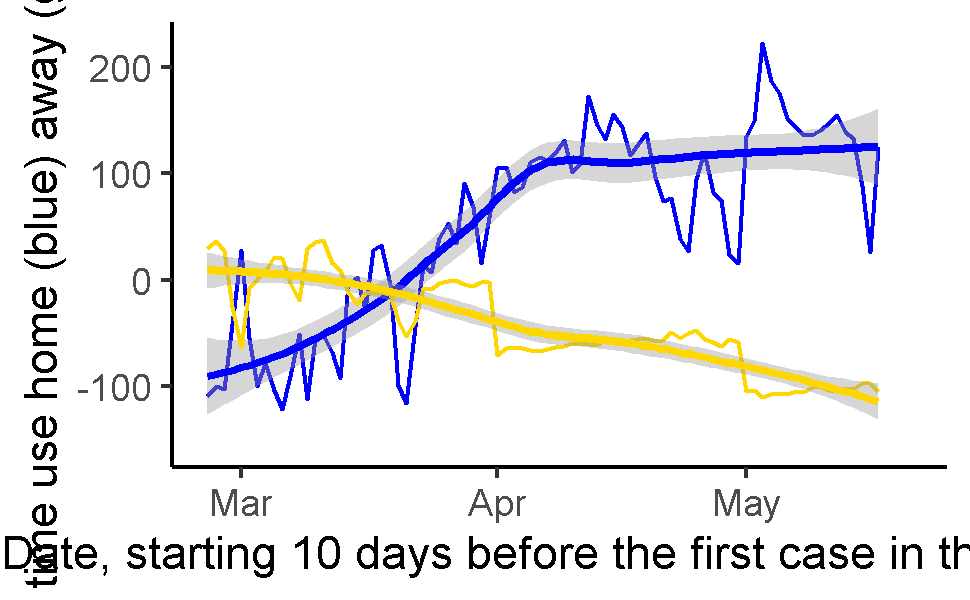 time use home (blue) away (
200
100
0
-100
Mar Apr May
Date, starting 10 days before the first case in th